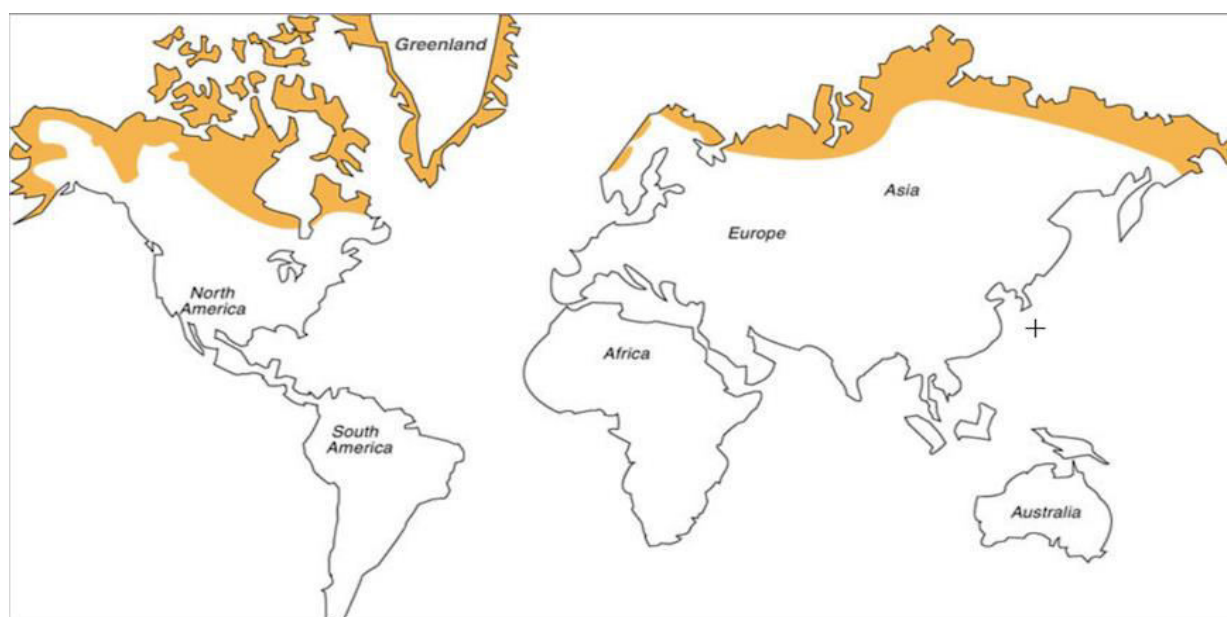 Greenland
Asia
Europe
North
America
Africa
South
America
Australia